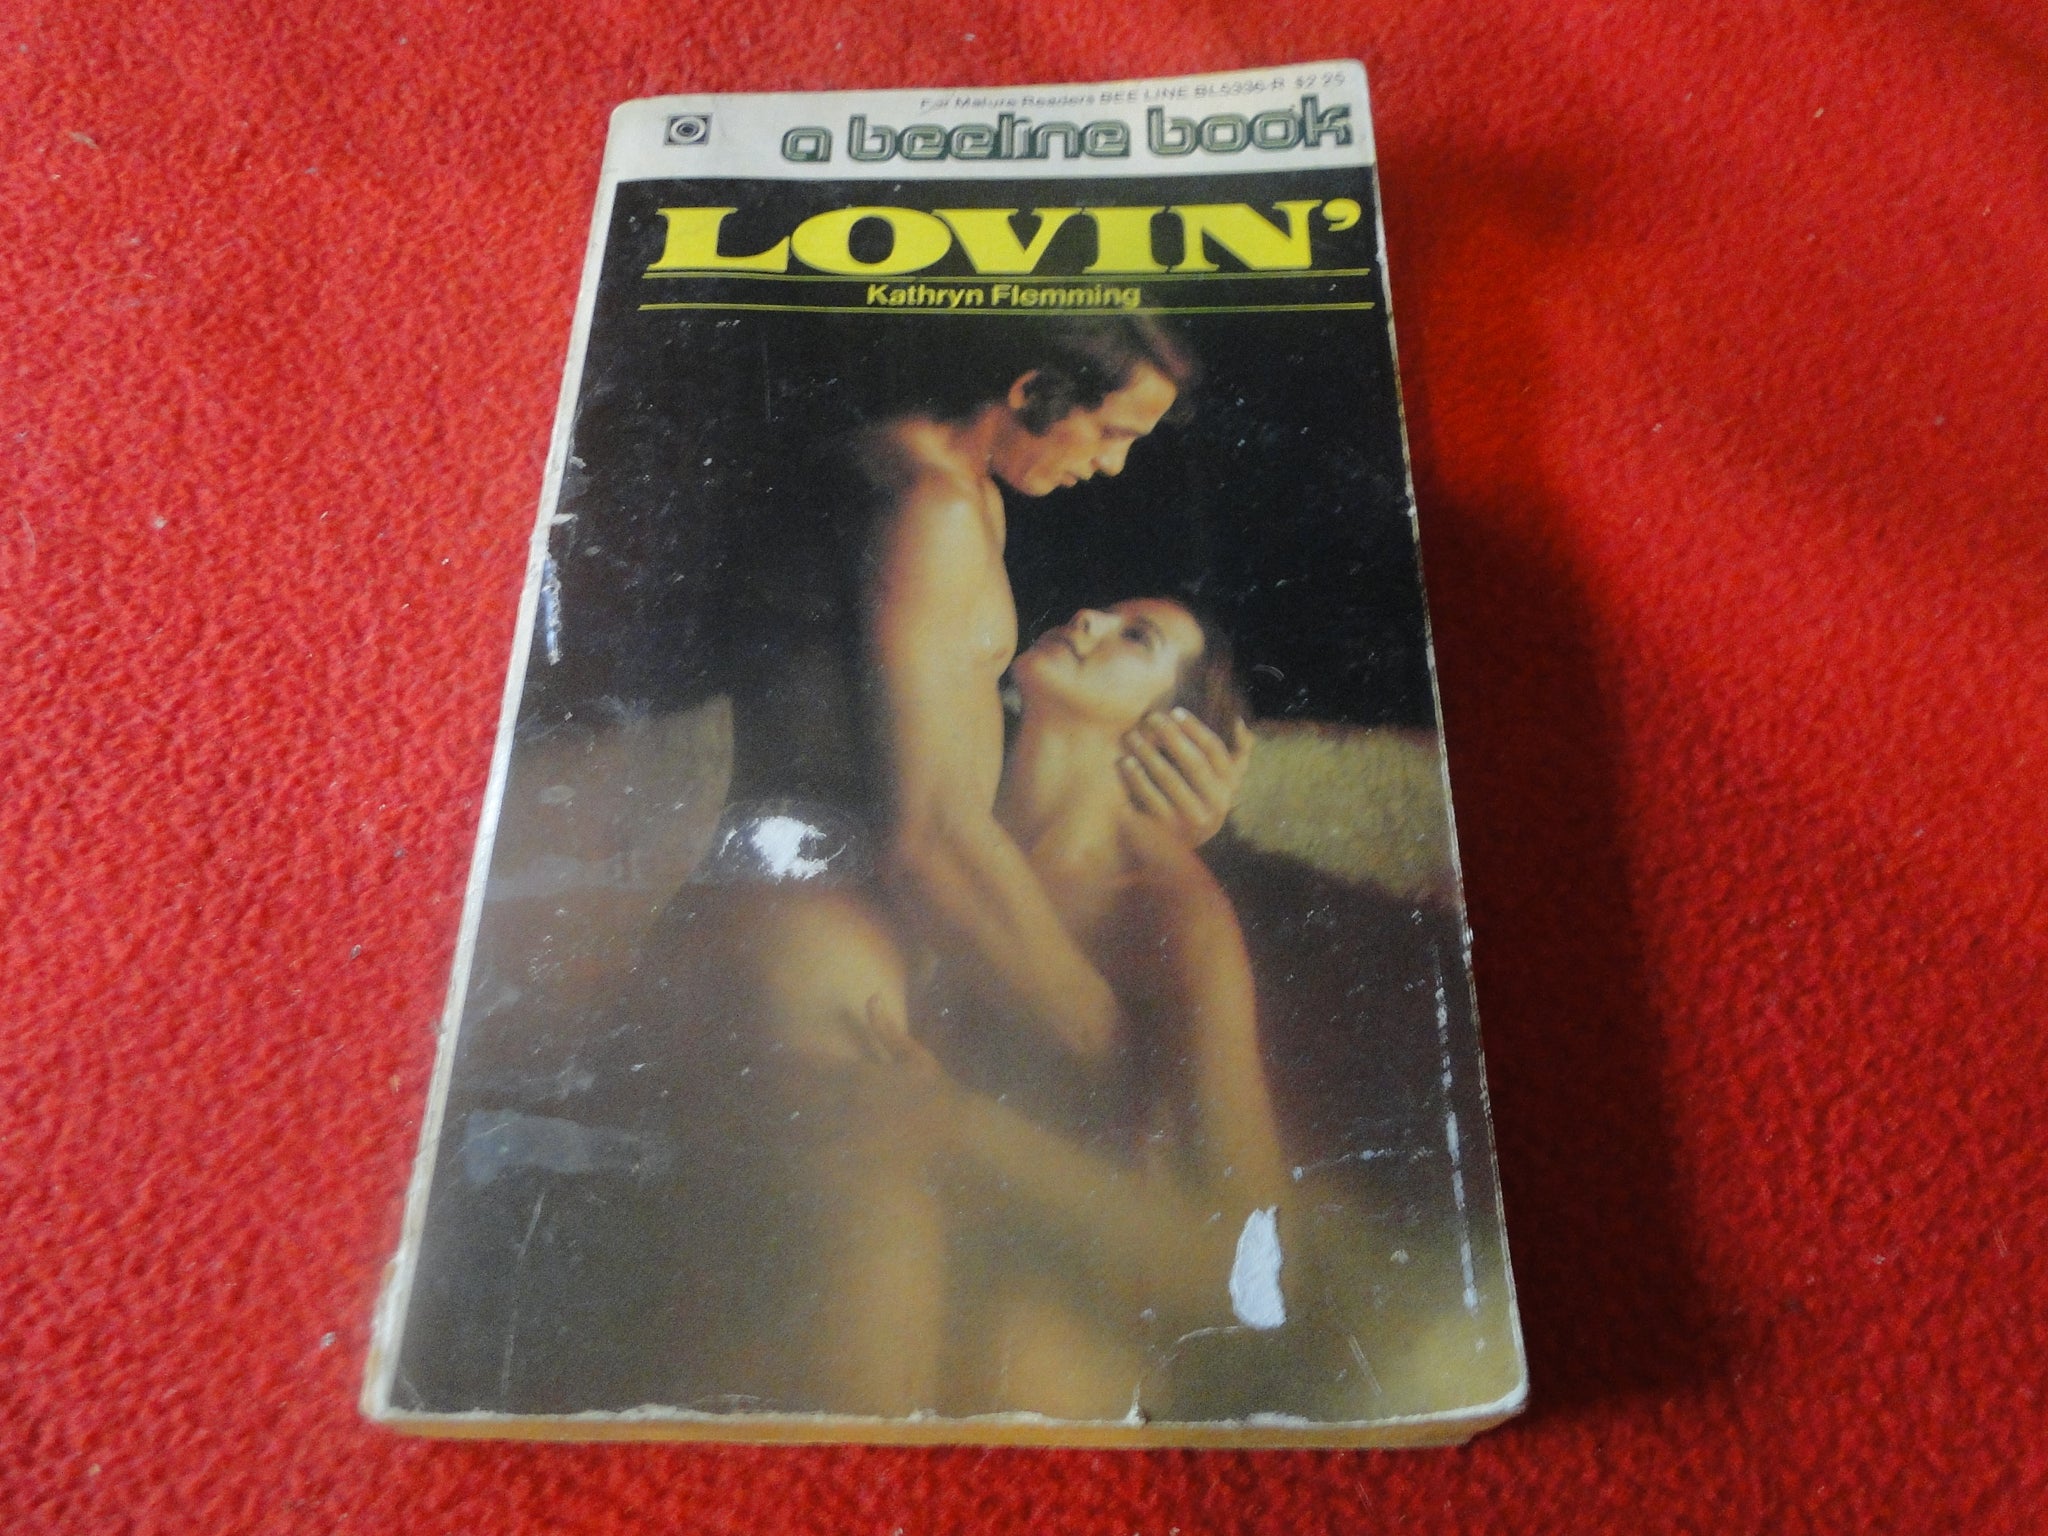 For Mature Readers BEE LINE BL5336-R $2.25
a beeline book
LOVIN'
Kathryn Flemming